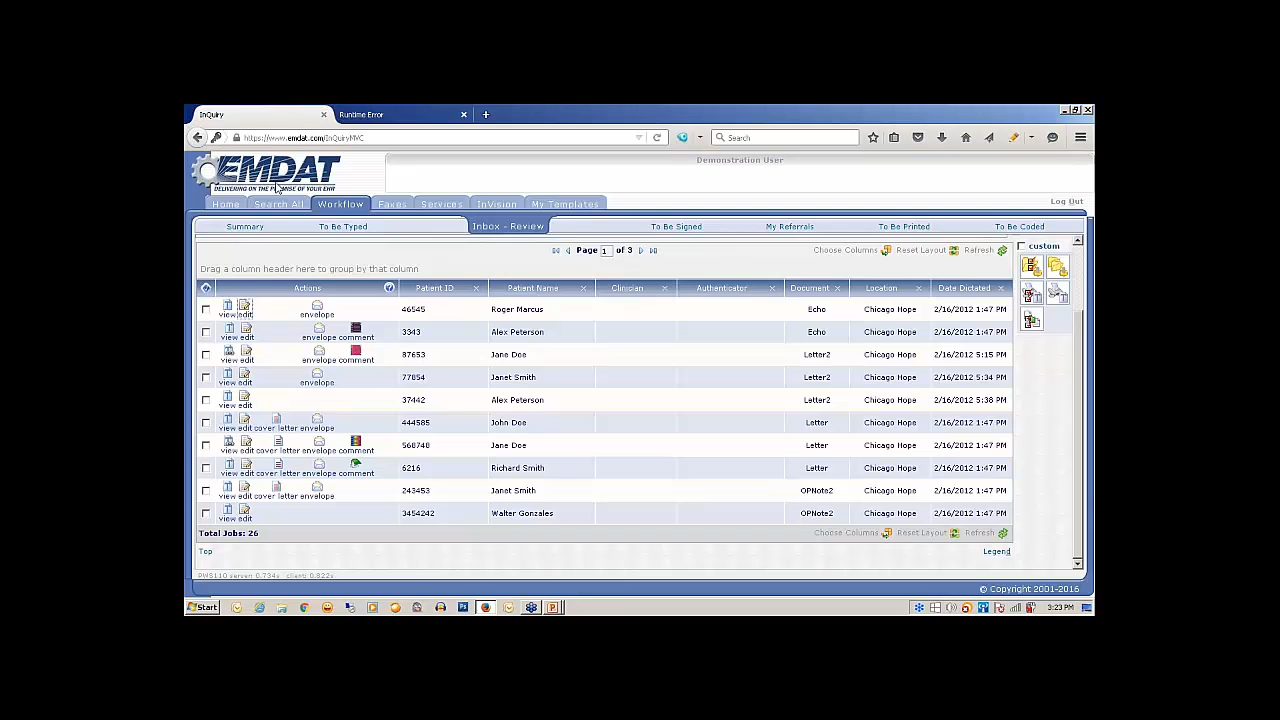 InQuiry
Runtime Error
https://www.emdat.com/InQuiryMVC
Search
EMDAT
DELIVERING ON THE PROMISE OF YOUR EHR
Demonstration User
Home Search All Workflow Faxes Services InVision My Templates
Log Out
Summary To Be Typed Inbox - Review To Be Signed My Referrals To Be Printed To Be Coded
Page 1 of 3 Choose Columns Reset Layout Refresh
custom
Drag a column header here to group by that column
Actions Patient ID Patient Name Clinician Authenticator Document Location Date Dictated
view edit envelope 46545 Roger Marcus Echo Chicago Hope 2/16/2012 1:47 PM
view edit envelope comment 3343 Alex Peterson Echo Chicago Hope 2/16/2012 1:47 PM
view edit envelope comment 87653 Jane Doe Letter2 Chicago Hope 2/16/2012 5:15 PM
view edit envelope 77854 Janet Smith Letter2 Chicago Hope 2/16/2012 5:34 PM
view edit 37442 Alex Peterson Letter2 Chicago Hope 2/16/2012 5:38 PM
view edit cover letter envelope 444585 John Doe Letter Chicago Hope 2/16/2012 1:47 PM
view edit cover letter envelope comment 560740 Jane Doe Letter Chicago Hope 2/16/2012 1:47 PM
view edit cover letter envelope comment 6216 Richard Smith Letter Chicago Hope 2/16/2012 1:47 PM
view edit cover letter envelope 243453 Janet Smith OPNote2 Chicago Hope 2/16/2012 1:47 PM
view edit 3454242 Walter Gonzales OPNote2 Chicago Hope 2/16/2012 1:47 PM
Total Jobs: 26 Choose Columns Reset Layout Refresh
Top Legend
PWS110 server: 0.734s client: 0.822s
© Copyright 2001-2016
Start 3:23 PM